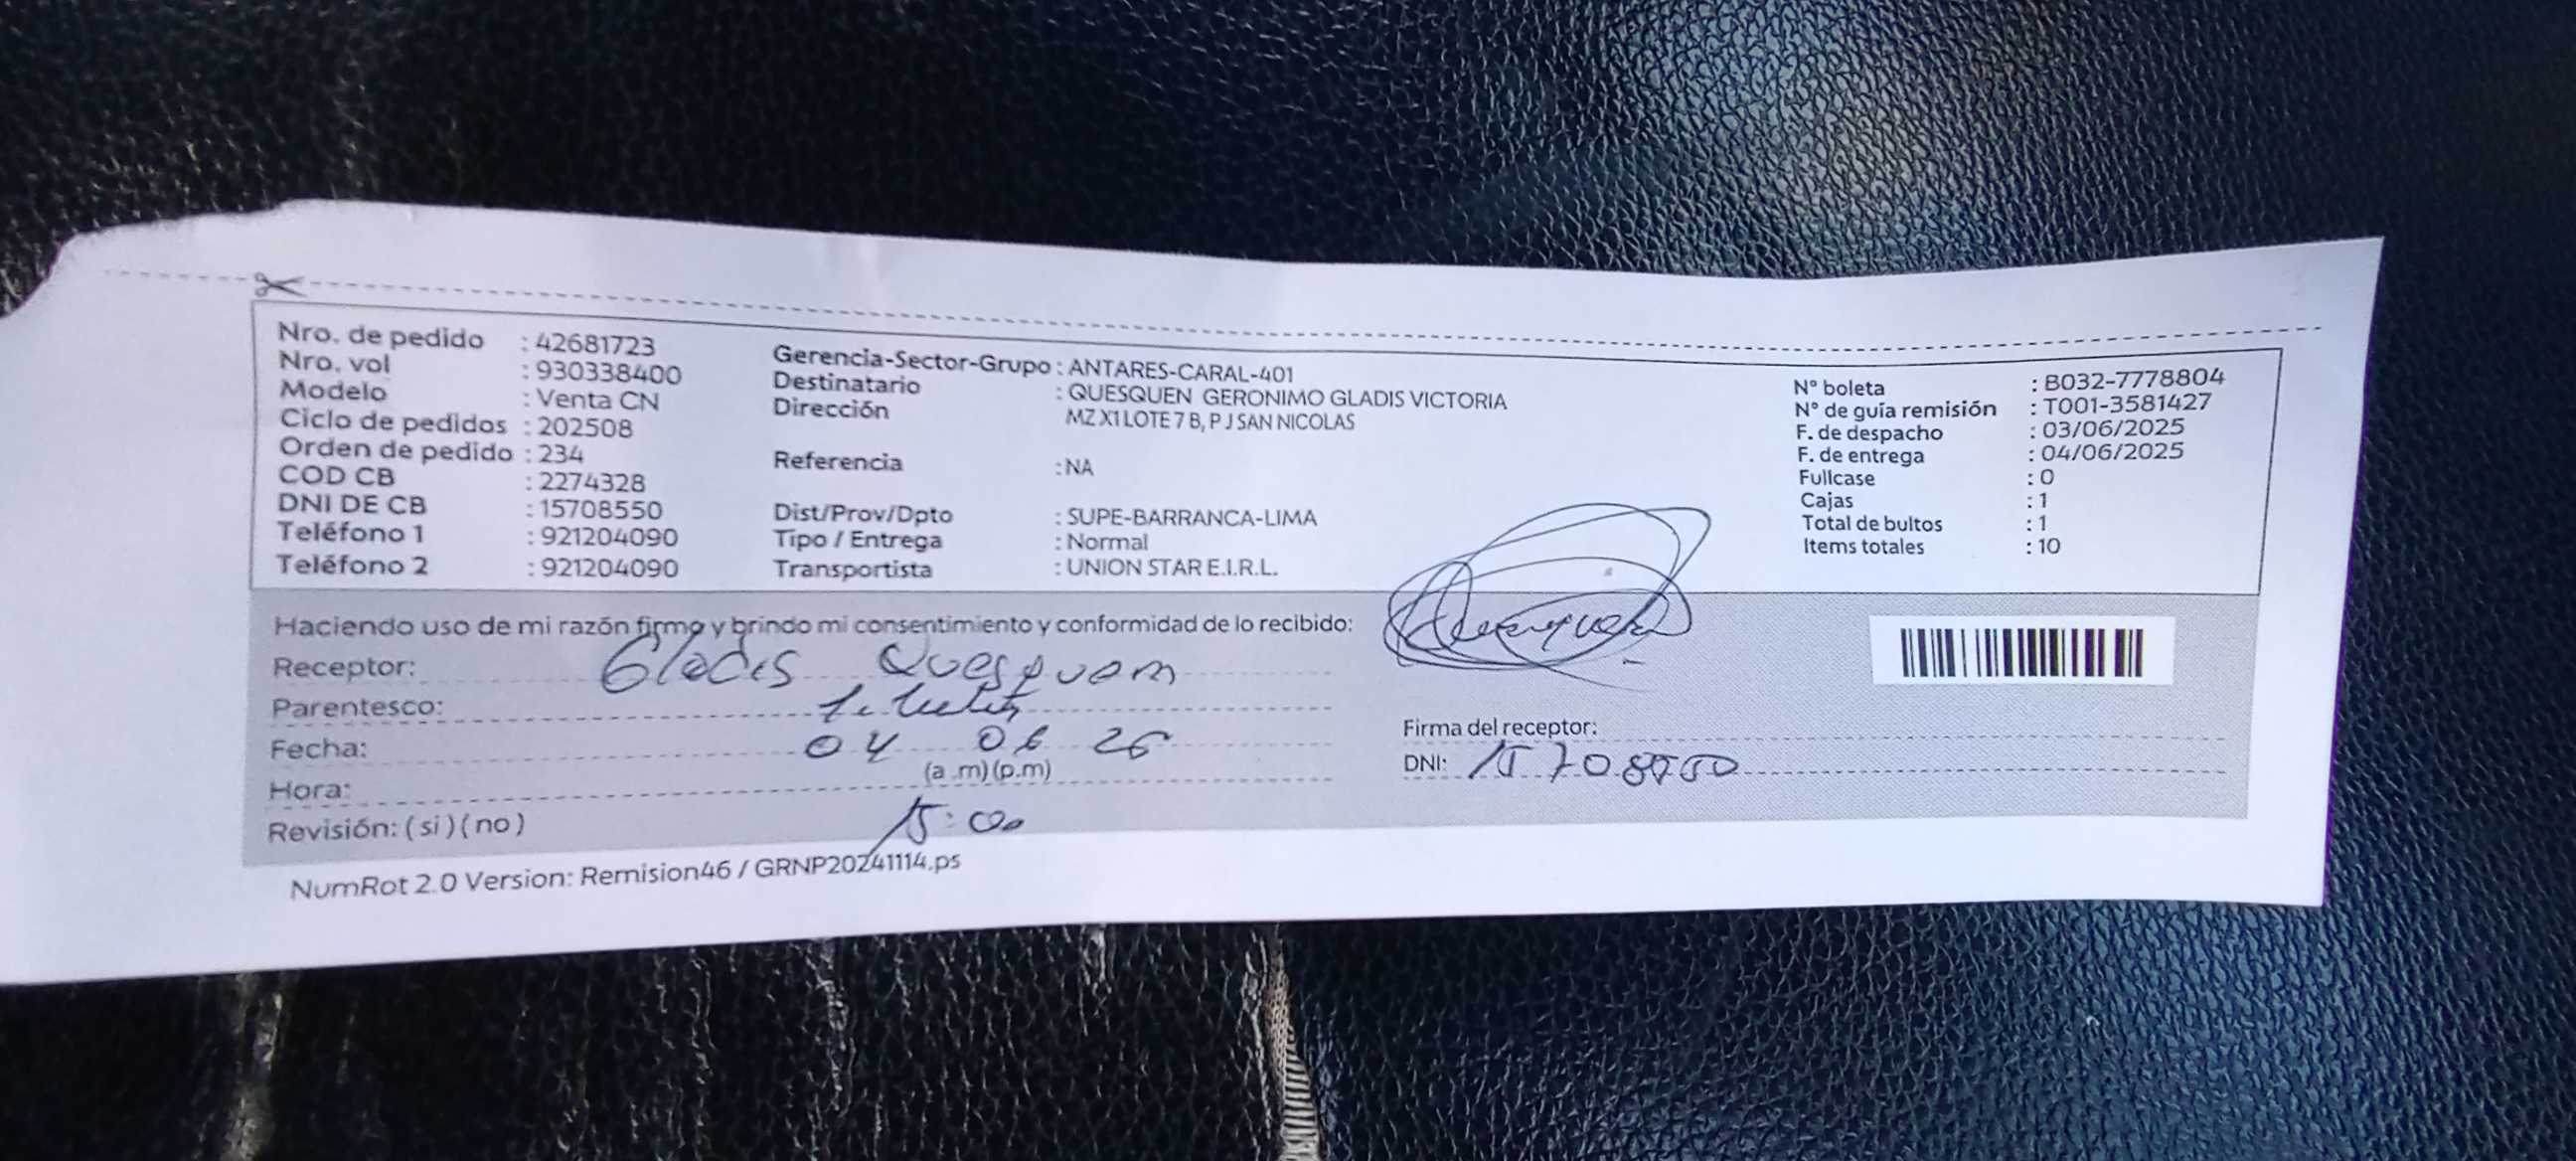 Nro. de pedido : 42681723
Nro. vol : 930338400
Modelo : Venta CN
Ciclo de pedidos : 202508
Orden de pedido : 234
COD CB : 2274328
DNI DE CB : 15708550
Teléfono 1 : 921204090
Teléfono 2 : 921204090
Gerencia-Sector-Grupo : ANTARES-CARAL-401
Destinatario : QUESQUEN GERONIMO GLADIS VICTORIA
Dirección MZ X1 LOTE 7 B, P J SAN NICOLAS
Referencia : NA
Dist/Prov/Dpto : SUPE-BARRANCA-LIMA
Tipo / Entrega : Normal
Transportista : UNION STAR E.I.R.L.
N° boleta : B032-7778804
N° de guía remisión : T001-3581427
F. de despacho : 03/06/2025
F. de entrega : 04/06/2025
Fullcase : 0
Cajas : 1
Total de bultos : 1
Items totales : 10
Haciendo uso de mi razón firmo y brindo mi consentimiento y conformidad de lo recibido:
Receptor: Gladis Quesquem
Parentesco:
Fecha: 04 06 25
Hora: (a .m) (p.m)
Revisión: ( si ) ( no ) 15:00
Firma del receptor:
DNI: 15708550
NumRot 2.0 Version: Remision46 / GRNP20241114.ps